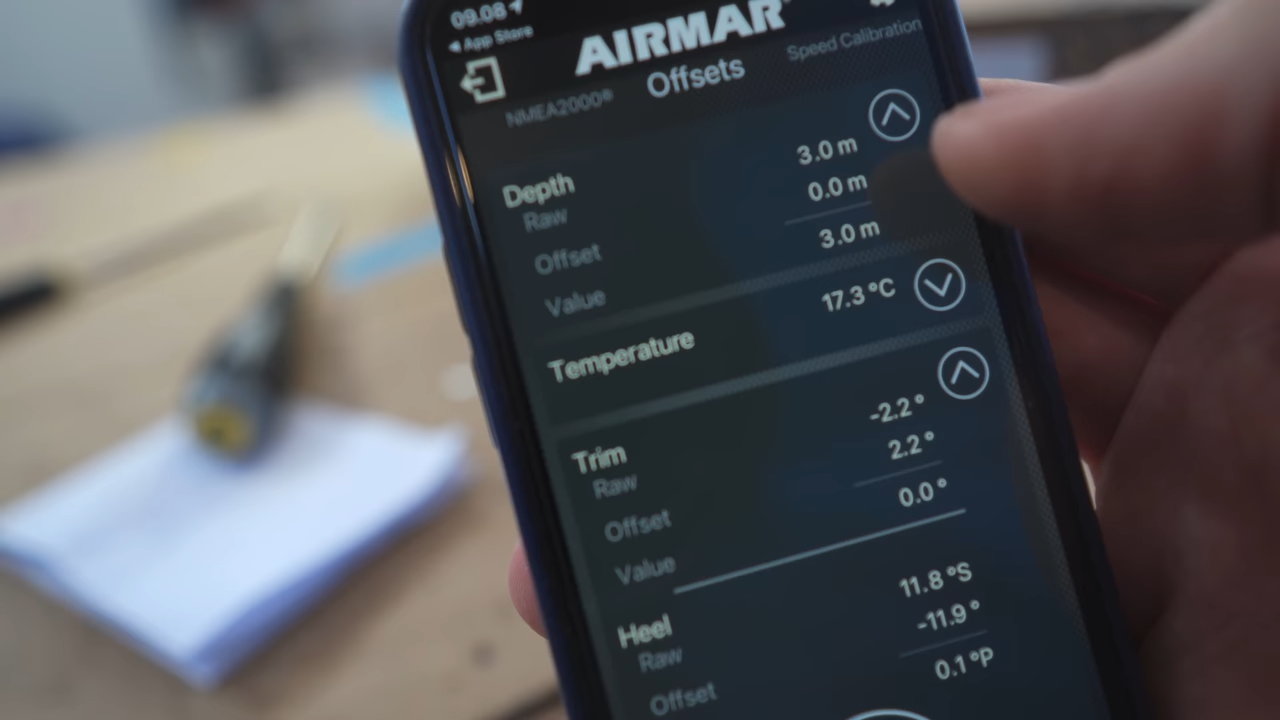 09.08
◀ App Store
AIRMAR
NMEA2000® Offsets Speed Calibration
Depth
Raw 3.0 m
Offset 0.0 m
Value 3.0 m
Temperature 17.3 °C
Trim
Raw -2.2 °
Offset 2.2 °
Value 0.0 °
Heel
Raw 11.8 °S
Offset -11.9 °
0.1 °P